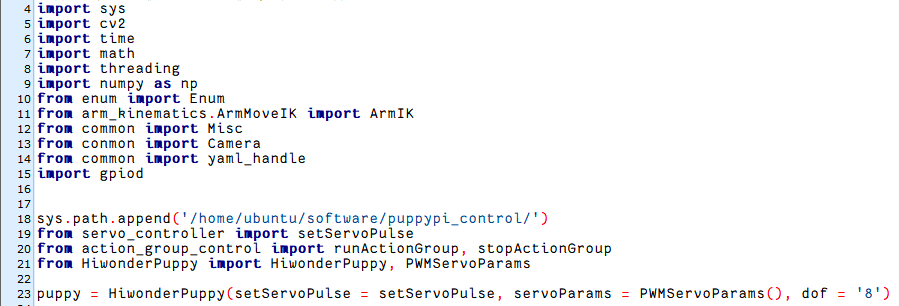 4 import sys
5 import cv2
6 import time
7 import math
8 import threading
9 import numpy as np
10 from enum import Enum
11 from arm_kinematics.ArmMoveIK import ArmIK
12 from common import Misc
13 from conmon import Camera
14 from common import yaml_handle
15 import gpiod
16
17
18 sys.path.append('/home/ubuntu/software/puppypi_control/')
19 from servo_controller import setServoPulse
20 from action_group_control import runActionGroup, stopActionGroup
21 from HiwonderPuppy import HiwonderPuppy, PWMServoParams
22
23 puppy = HiwonderPuppy(setServoPulse = setServoPulse, servoParams = PWMServoParams(), dof = '8')